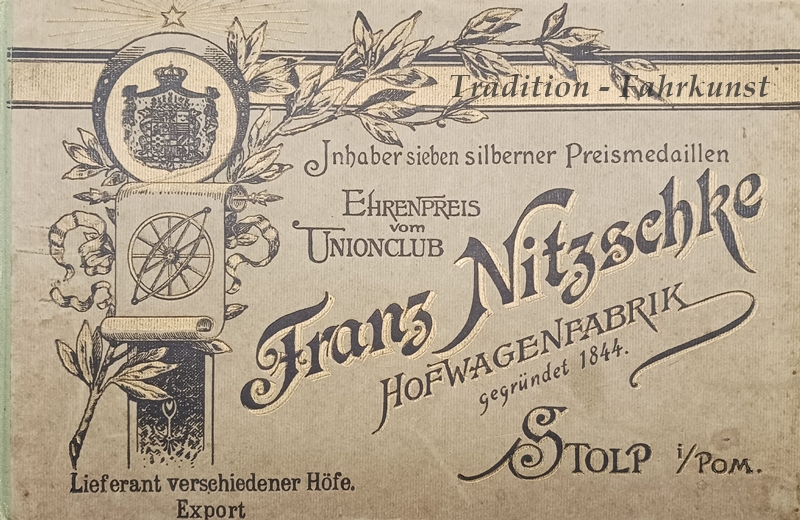 Tradition - Fahrkunst
Jnhaber sieben silberner Preismedaillen
EHRENPREIS
vom
UNIONCLUB
Franz Nitzschke
HOFWAGENFABRIK
gegründet 1844.
STOLP i/POM.
Lieferant verschiedener Höfe.
Export